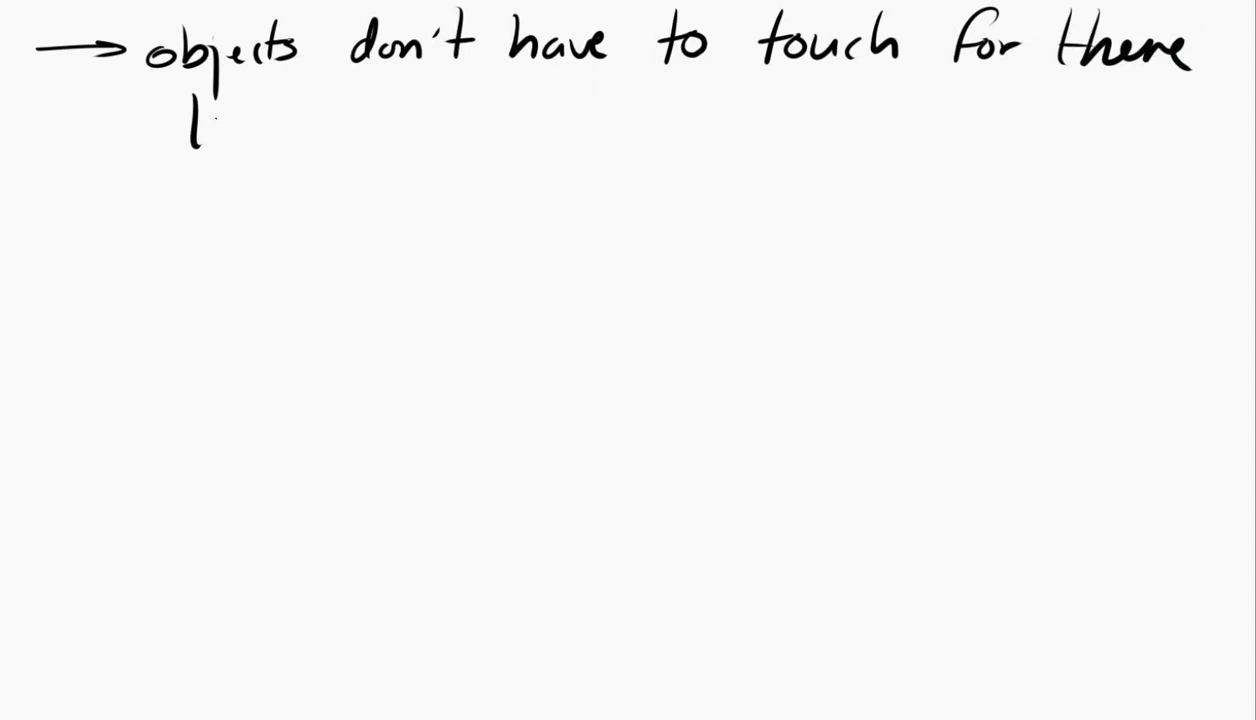 → objects don't have to touch for there